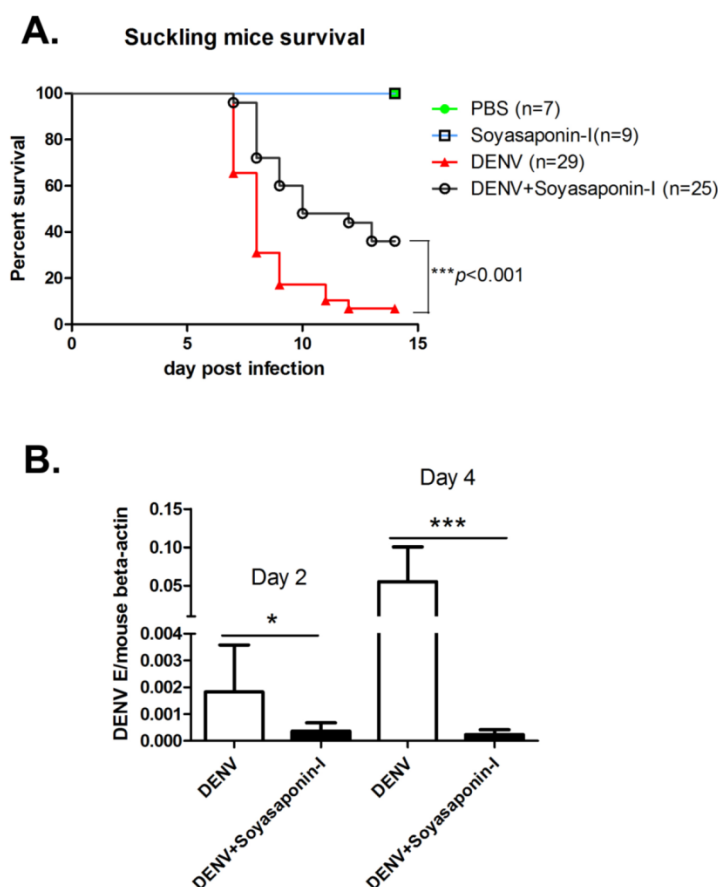 A.
Suckling mice survival
Percent survival
100
80
60
40
20
0
0 5 10 15
day post infection
PBS (n=7)
Soyasaponin-I(n=9)
DENV (n=29)
DENV+Soyasaponin-I (n=25)
***p<0.001
B.
Day 4
Day 2
DENV E/mouse beta-actin
0.15
0.10
0.05
0.004
0.003
0.002
0.001
0.000
*
***
DENV
DENV+Soyasaponin-I
DENV
DENV+Soyasaponin-I